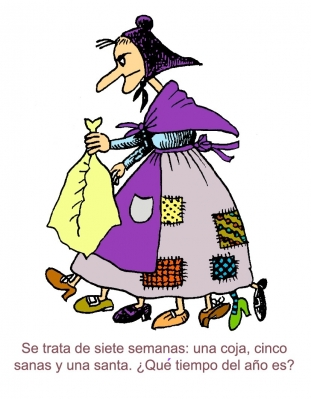 Se trata de siete semanas: una coja, cinco
sanas y una santa. ¿Qué tiempo del año es?